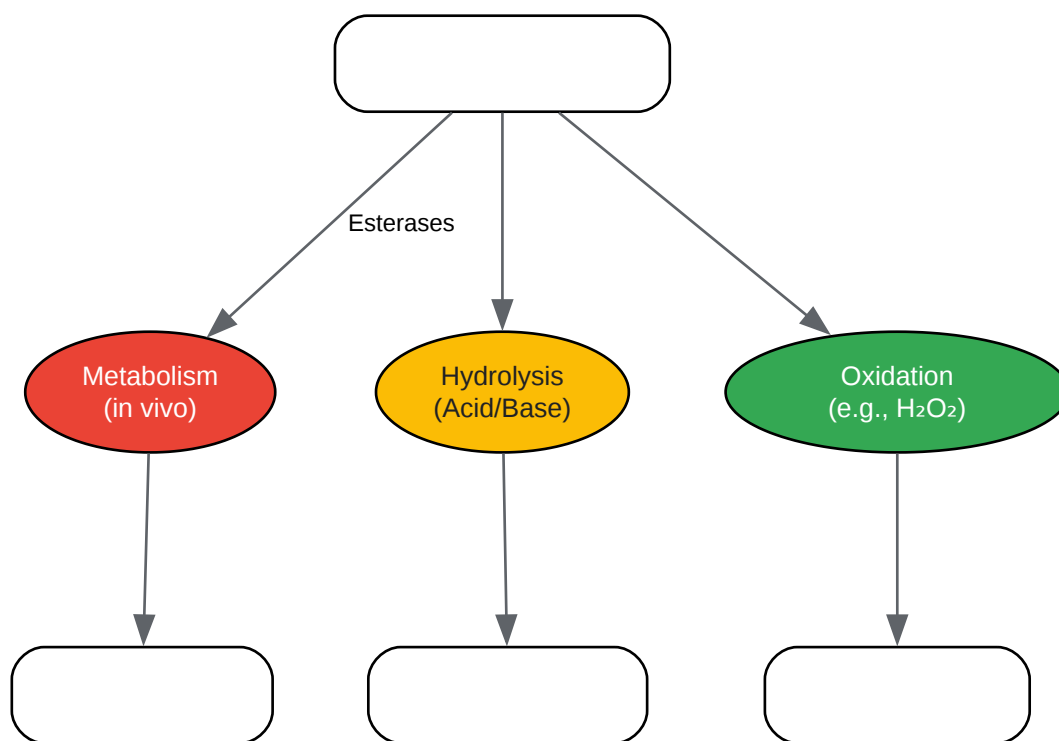 Esterases
Metabolism
(in vivo)
Hydrolysis
(Acid/Base)
Oxidation
(e.g., H₂O₂)